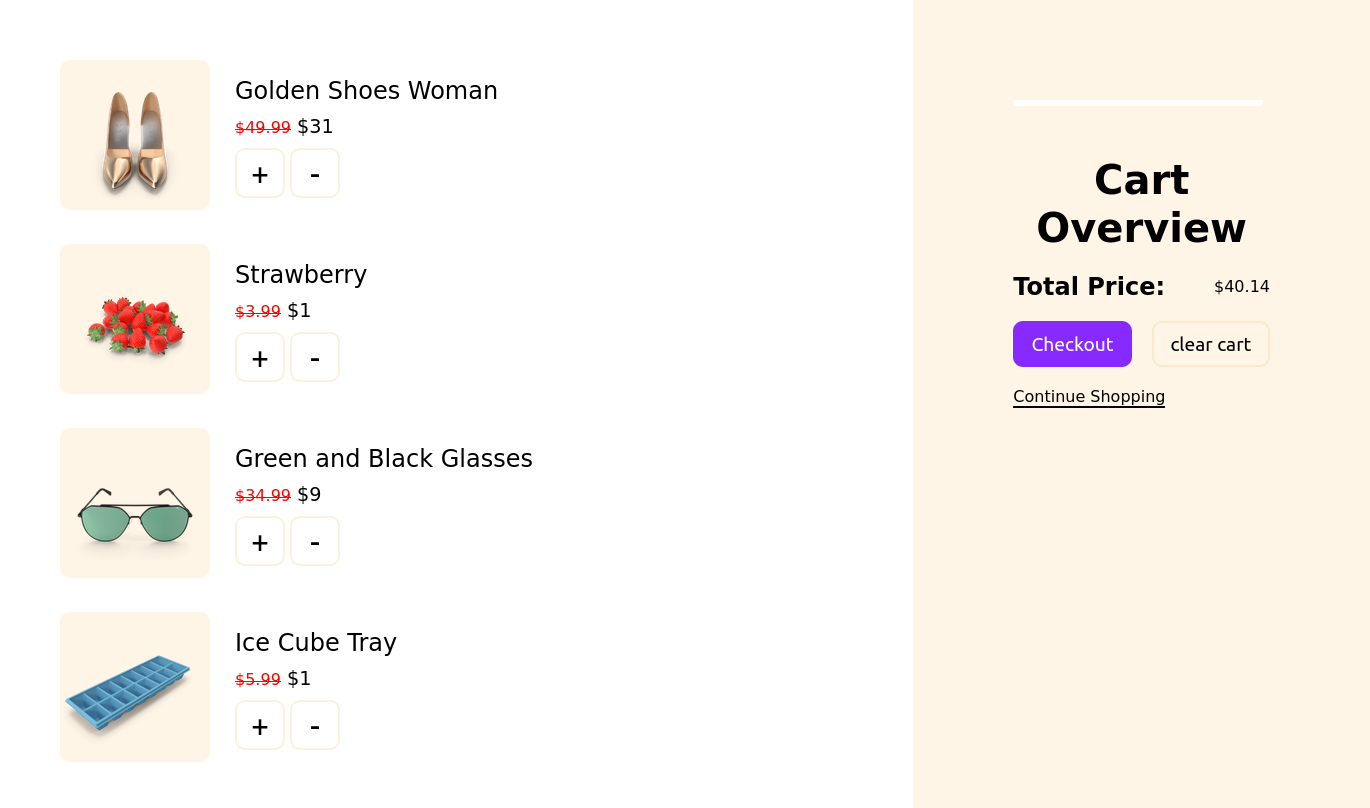 Golden Shoes Woman
$49.99 $31
+ -
Strawberry
$3.99 $1
+ -
Green and Black Glasses
$34.99 $9
+ -
Ice Cube Tray
$5.99 $1
+ -
Cart
Overview
Total Price: $40.14
Checkout clear cart
Continue Shopping